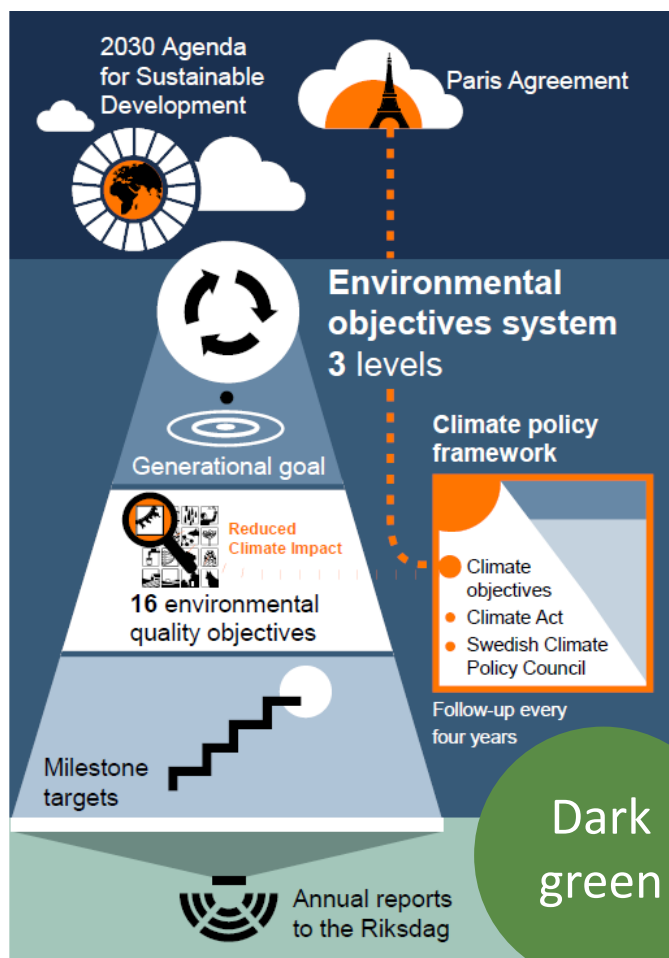 2030 Agenda
for Sustainable
Development
Paris Agreement
Environmental
objectives system
3 levels
Generational goal
Climate policy
framework
Reduced
Climate Impact
16 environmental
quality objectives
Climate
objectives
Climate Act
Swedish Climate
Policy Council
Follow-up every
four years
Milestone
targets
Dark
green
Annual reports
to the Riksdag